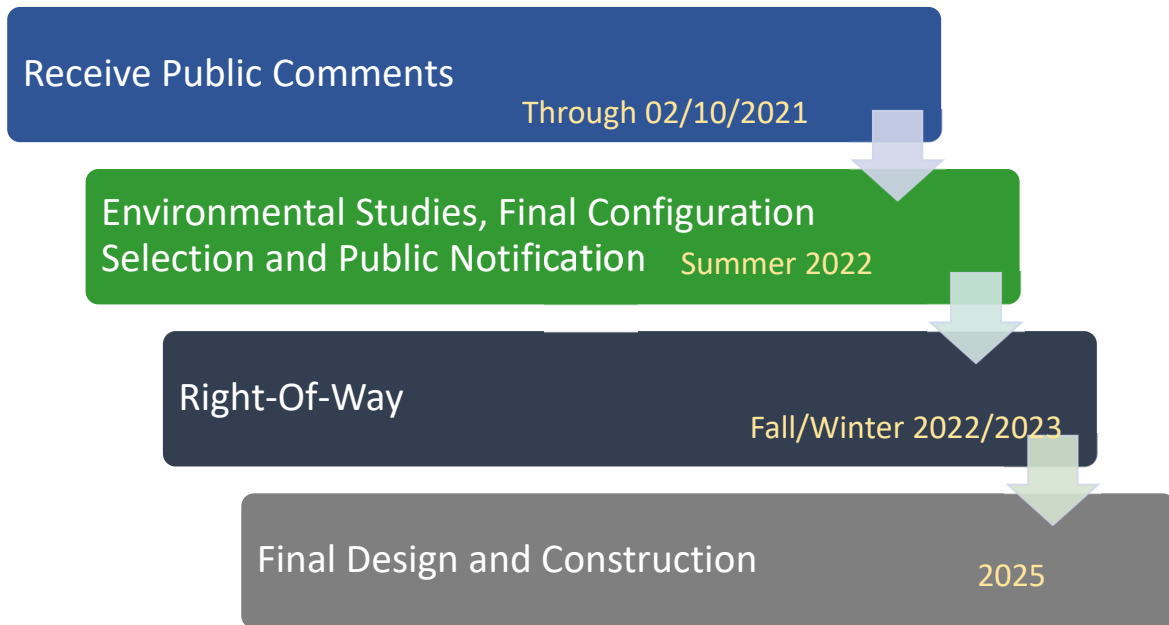 Receive Public Comments
Through 02/10/2021
Environmental Studies, Final Configuration
Selection and Public Notification Summer 2022
Right-Of-Way
Fall/Winter 2022/2023
Final Design and Construction
2025